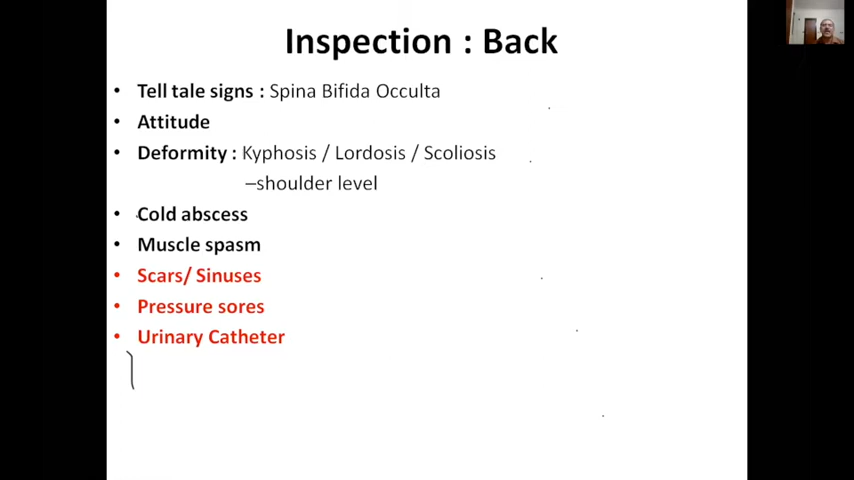 Inspection : Back
• Tell tale signs : Spina Bifida Occulta
• Attitude
• Deformity : Kyphosis / Lordosis / Scoliosis
–shoulder level
• Cold abscess
• Muscle spasm
• Scars/ Sinuses
• Pressure sores
• Urinary Catheter